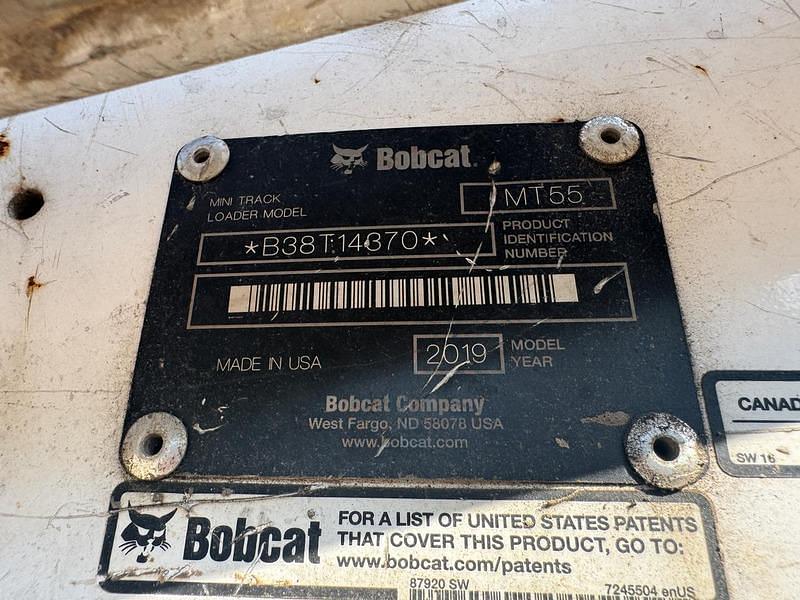 Bobcat.
MINI TRACK
LOADER MODEL
MT55
*B38T14370*
PRODUCT
IDENTIFICATION
NUMBER
MADE IN USA
2019
MODEL
YEAR
Bobcat Company
West Fargo, ND 58078 USA
www.bobcat.com
CANAD
SW 16
Bobcat
FOR A LIST OF UNITED STATES PATENTS
THAT COVER THIS PRODUCT, GO TO:
www.bobcat.com/patents
87920 SW
7245504 enUS